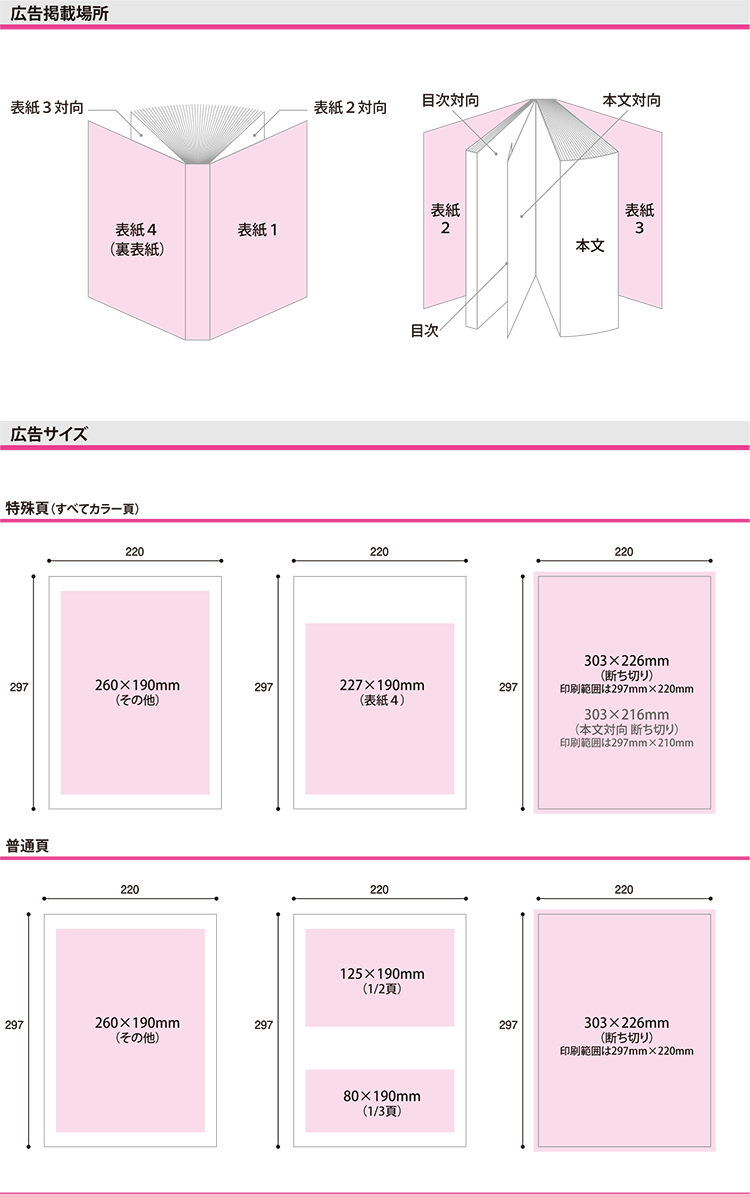 広告掲載場所
表紙3対向
表紙2対向
表紙4
（裏表紙）
表紙1
目次対向
本文対向
表紙
2
本文
表紙
3
目次
広告サイズ
特殊頁（すべてカラー頁）
220
297
260×190mm
（その他）
220
297
227×190mm
（表紙4）
220
297
303×226mm
（断ち切り）
印刷範囲は297mm×220mm
303×216mm
（本文対向 断ち切り）
印刷範囲は297mm×210mm
普通頁
220
297
260×190mm
（その他）
220
297
125×190mm
（1/2頁）
80×190mm
（1/3頁）
220
297
303×226mm
（断ち切り）
印刷範囲は297mm×220mm